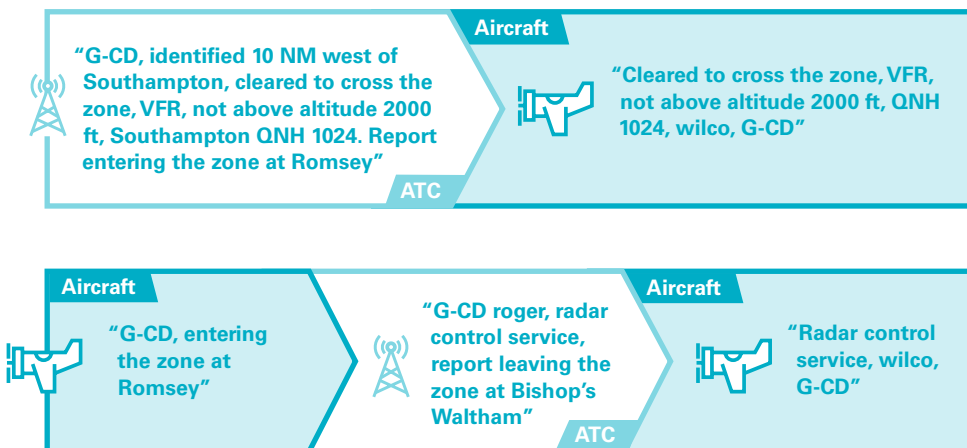 “G-CD, identified 10 NM west of
Southampton, cleared to cross the
zone, VFR, not above altitude 2000
ft, Southampton QNH 1024. Report
entering the zone at Romsey”
ATC
Aircraft
“Cleared to cross the zone, VFR,
not above altitude 2000 ft, QNH
1024, wilco, G-CD”
Aircraft
“G-CD, entering
the zone at
Romsey”
“G-CD roger, radar
control service,
report leaving the
zone at Bishop’s
Waltham”
ATC
Aircraft
“Radar control
service, wilco,
G-CD”